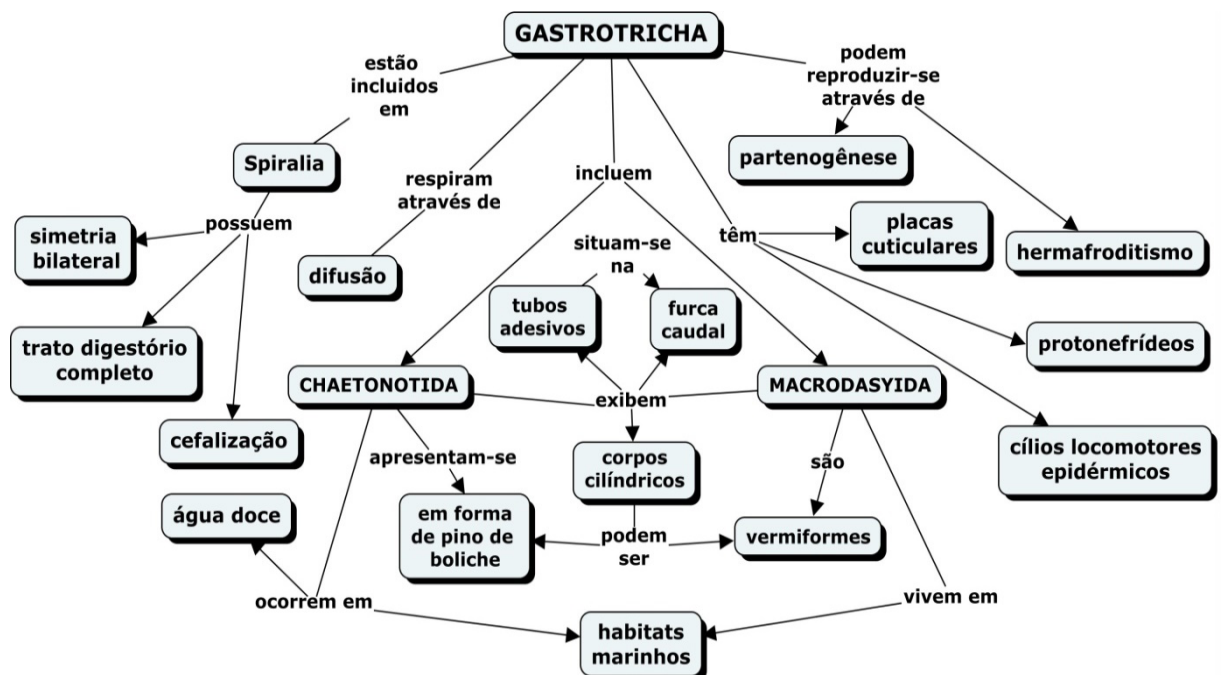 GASTROTRICHA
estão
incluidos
em
podem
reproduzir-se
através de
Spiralia
partenogênese
respiram
através de
incluem
possuem
simetria
bilateral
têm
placas
cuticulares
hermafroditismo
difusão
situam-se
na
tubos
adesivos
furca
caudal
trato digestório
completo
protonefrídeos
CHAETONOTIDA
exibem
MACRODASYIDA
cefalização
apresentam-se
corpos
cilíndricos
são
cílios locomotores
epidérmicos
água doce
em forma
de pino de
boliche
podem
ser
vermiformes
ocorrem em
vivem em
habitats
marinhos